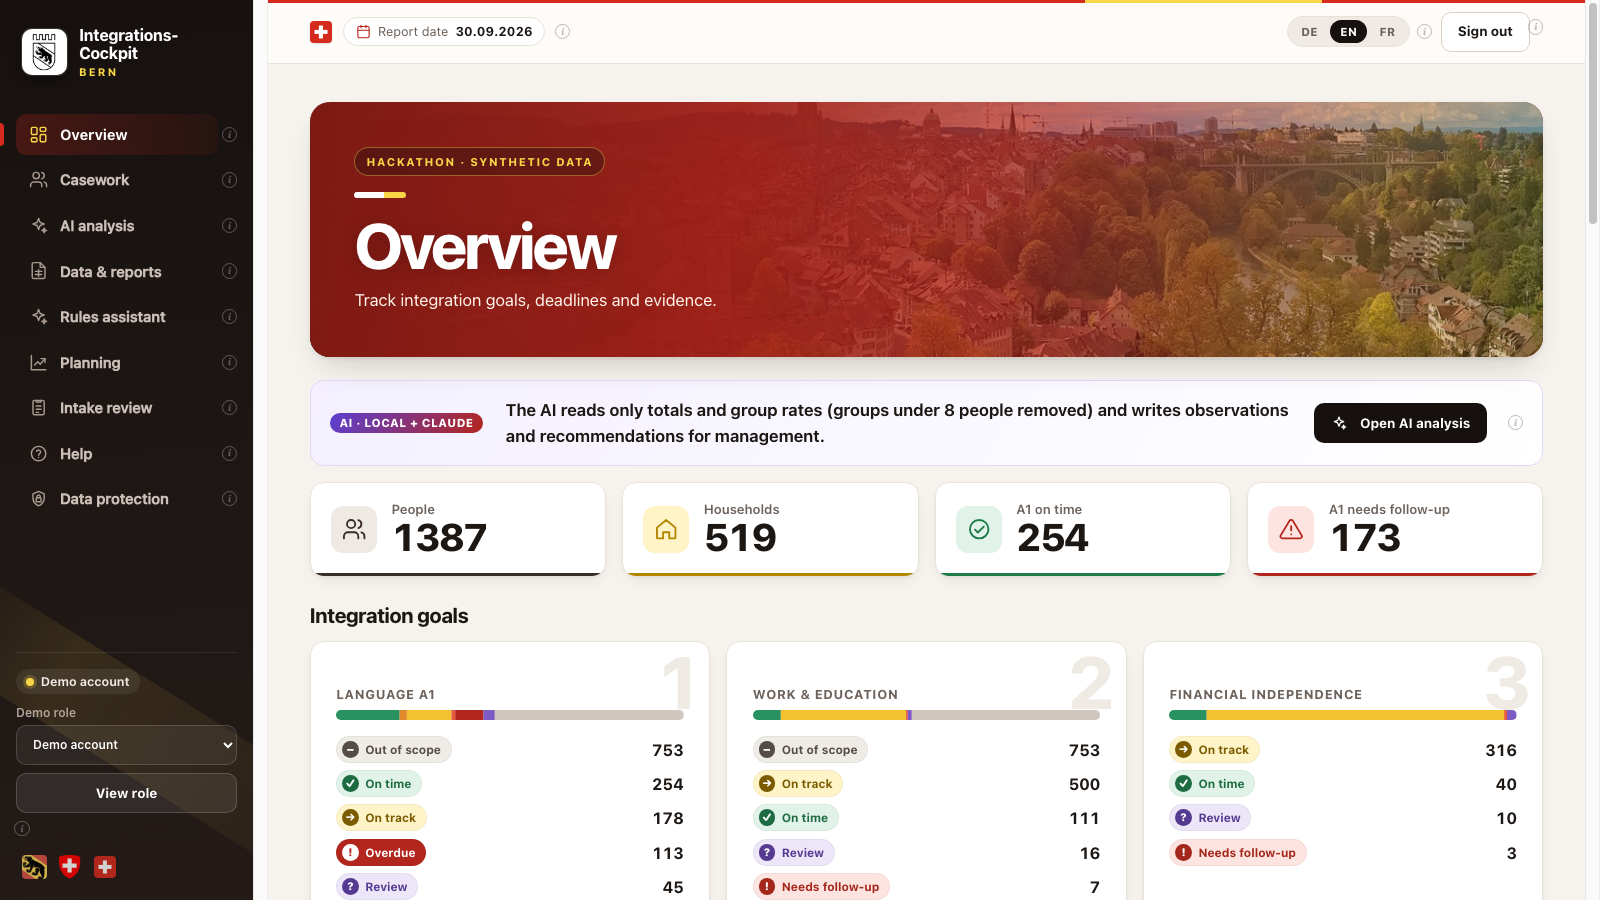 Integrations-
Cockpit
BERN
Overview
Casework
AI analysis
Data & reports
Rules assistant
Planning
Intake review
Help
Data protection
Demo account
Demo role
Demo account
View role
Report date 30.09.2026
DE EN FR
Sign out
HACKATHON · SYNTHETIC DATA
Overview
Track integration goals, deadlines and evidence.
AI · LOCAL + CLAUDE
The AI reads only totals and group rates (groups under 8 people removed) and writes observations
and recommendations for management.
Open AI analysis
People
1387
Households
519
A1 on time
254
A1 needs follow-up
173
Integration goals
1
LANGUAGE A1
Out of scope 753
On time 254
On track 178
Overdue 113
Review 45
2
WORK & EDUCATION
Out of scope 753
On track 500
On time 111
Review 16
Needs follow-up 7
3
FINANCIAL INDEPENDENCE
On track 316
On time 40
Review 10
Needs follow-up 3